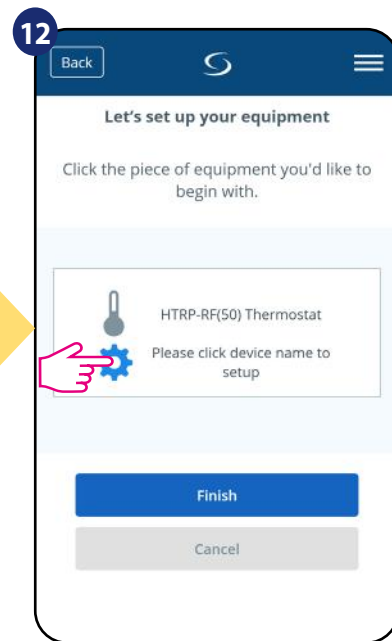 12
Back
Let's set up your equipment
Click the piece of equipment you'd like to
begin with.
HTRP-RF(50) Thermostat
Please click device name to
setup
Finish
Cancel